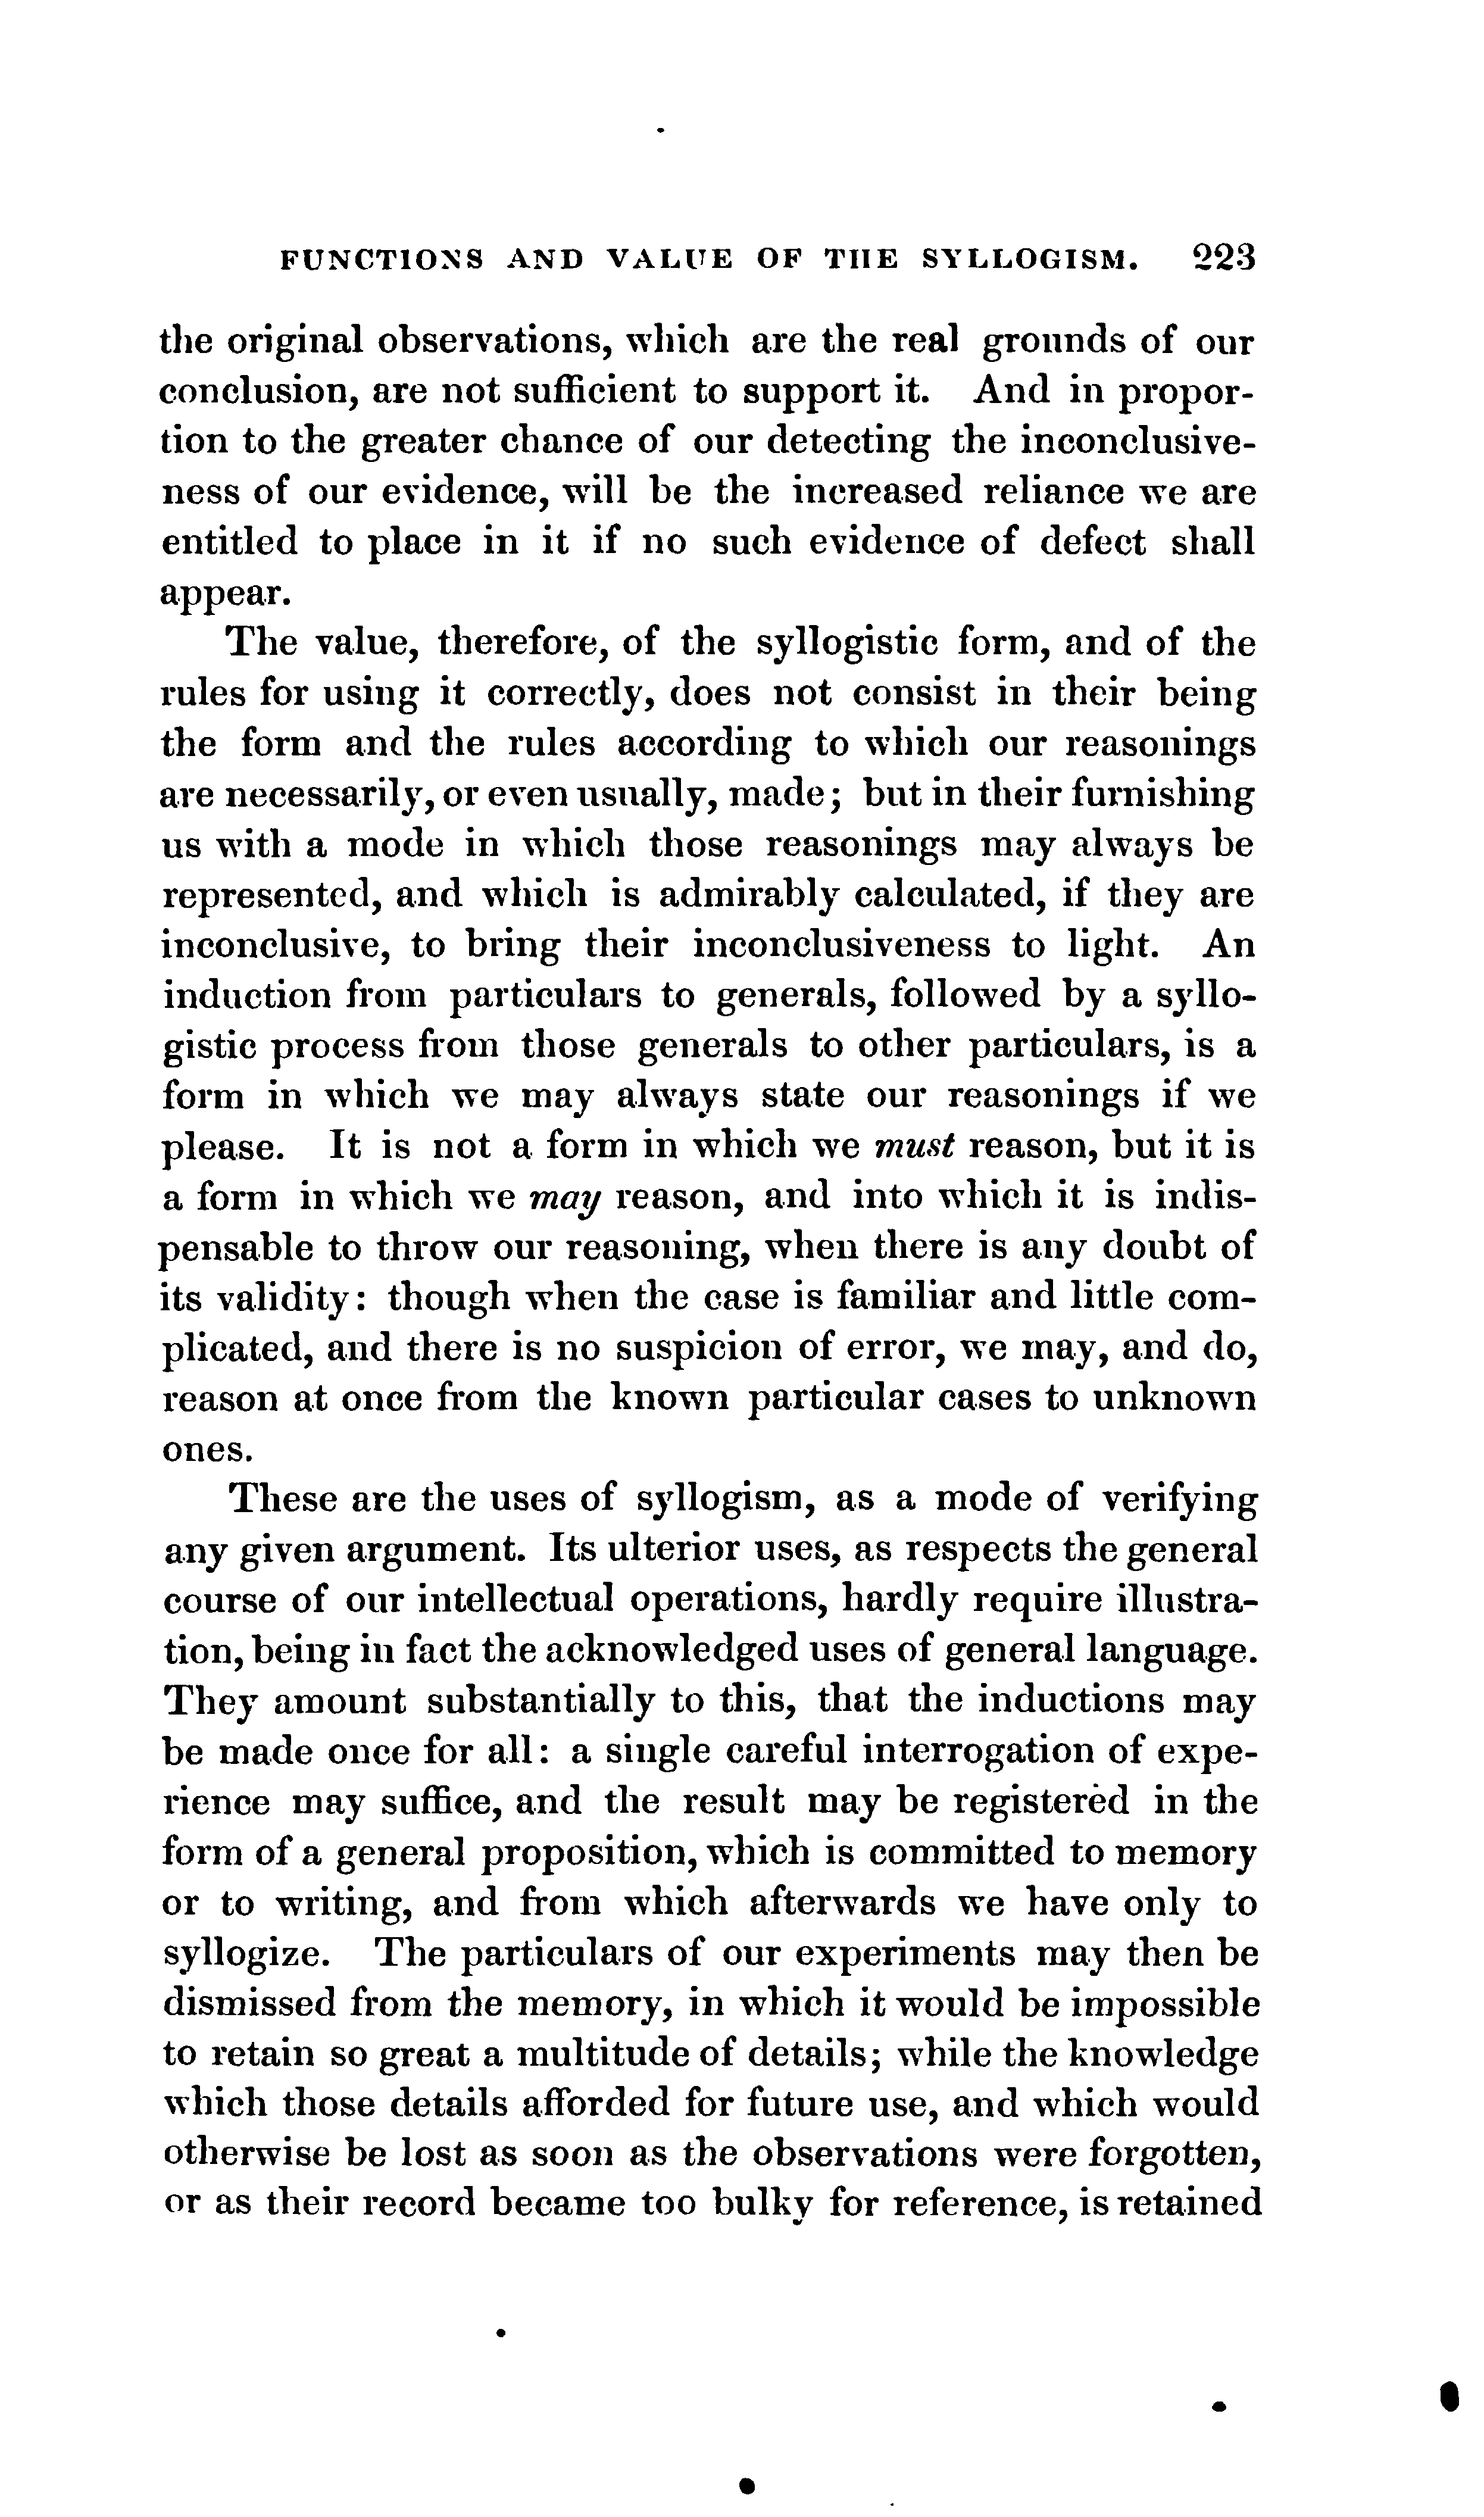 FUNCTIONS AND VALUE OF THE SYLLOGISM. 223
the original observations, which are the real grounds of our
conclusion, are not sufficient to support it. And in propor-
tion to the greater chance of our detecting the inconclusive-
ness of our evidence, will be the increased reliance we are
entitled to place in it if no such evidence of defect shall
appear.
The value, therefore, of the syllogistic form, and of the
rules for using it correctly, does not consist in their being
the form and the rules according to which our reasonings
are necessarily, or even usually, made; but in their furnishing
us with a mode in which those reasonings may always be
represented, and which is admirably calculated, if they are
inconclusive, to bring their inconclusiveness to light. An
induction from particulars to generals, followed by a syllo-
gistic process from those generals to other particulars, is a
form in which we may always state our reasonings if we
please. It is not a form in which we must reason, but it is
a form in which we may reason, and into which it is indis-
pensable to throw our reasoning, when there is any doubt of
its validity: though when the case is familiar and little com-
plicated, and there is no suspicion of error, we may, and do,
reason at once from the known particular cases to unknown
ones.
These are the uses of syllogism, as a mode of verifying
any given argument. Its ulterior uses, as respects the general
course of our intellectual operations, hardly require illustra-
tion, being in fact the acknowledged uses of general language.
They amount substantially to this, that the inductions may
be made once for all: a single careful interrogation of expe-
rience may suffice, and the result may be registered in the
form of a general proposition, which is committed to memory
or to writing, and from which afterwards we have only to
syllogize. The particulars of our experiments may then be
dismissed from the memory, in which it would be impossible
to retain so great a multitude of details; while the knowledge
which those details afforded for future use, and which would
otherwise be lost as soon as the observations were forgotten,
or as their record became too bulky for reference, is retained